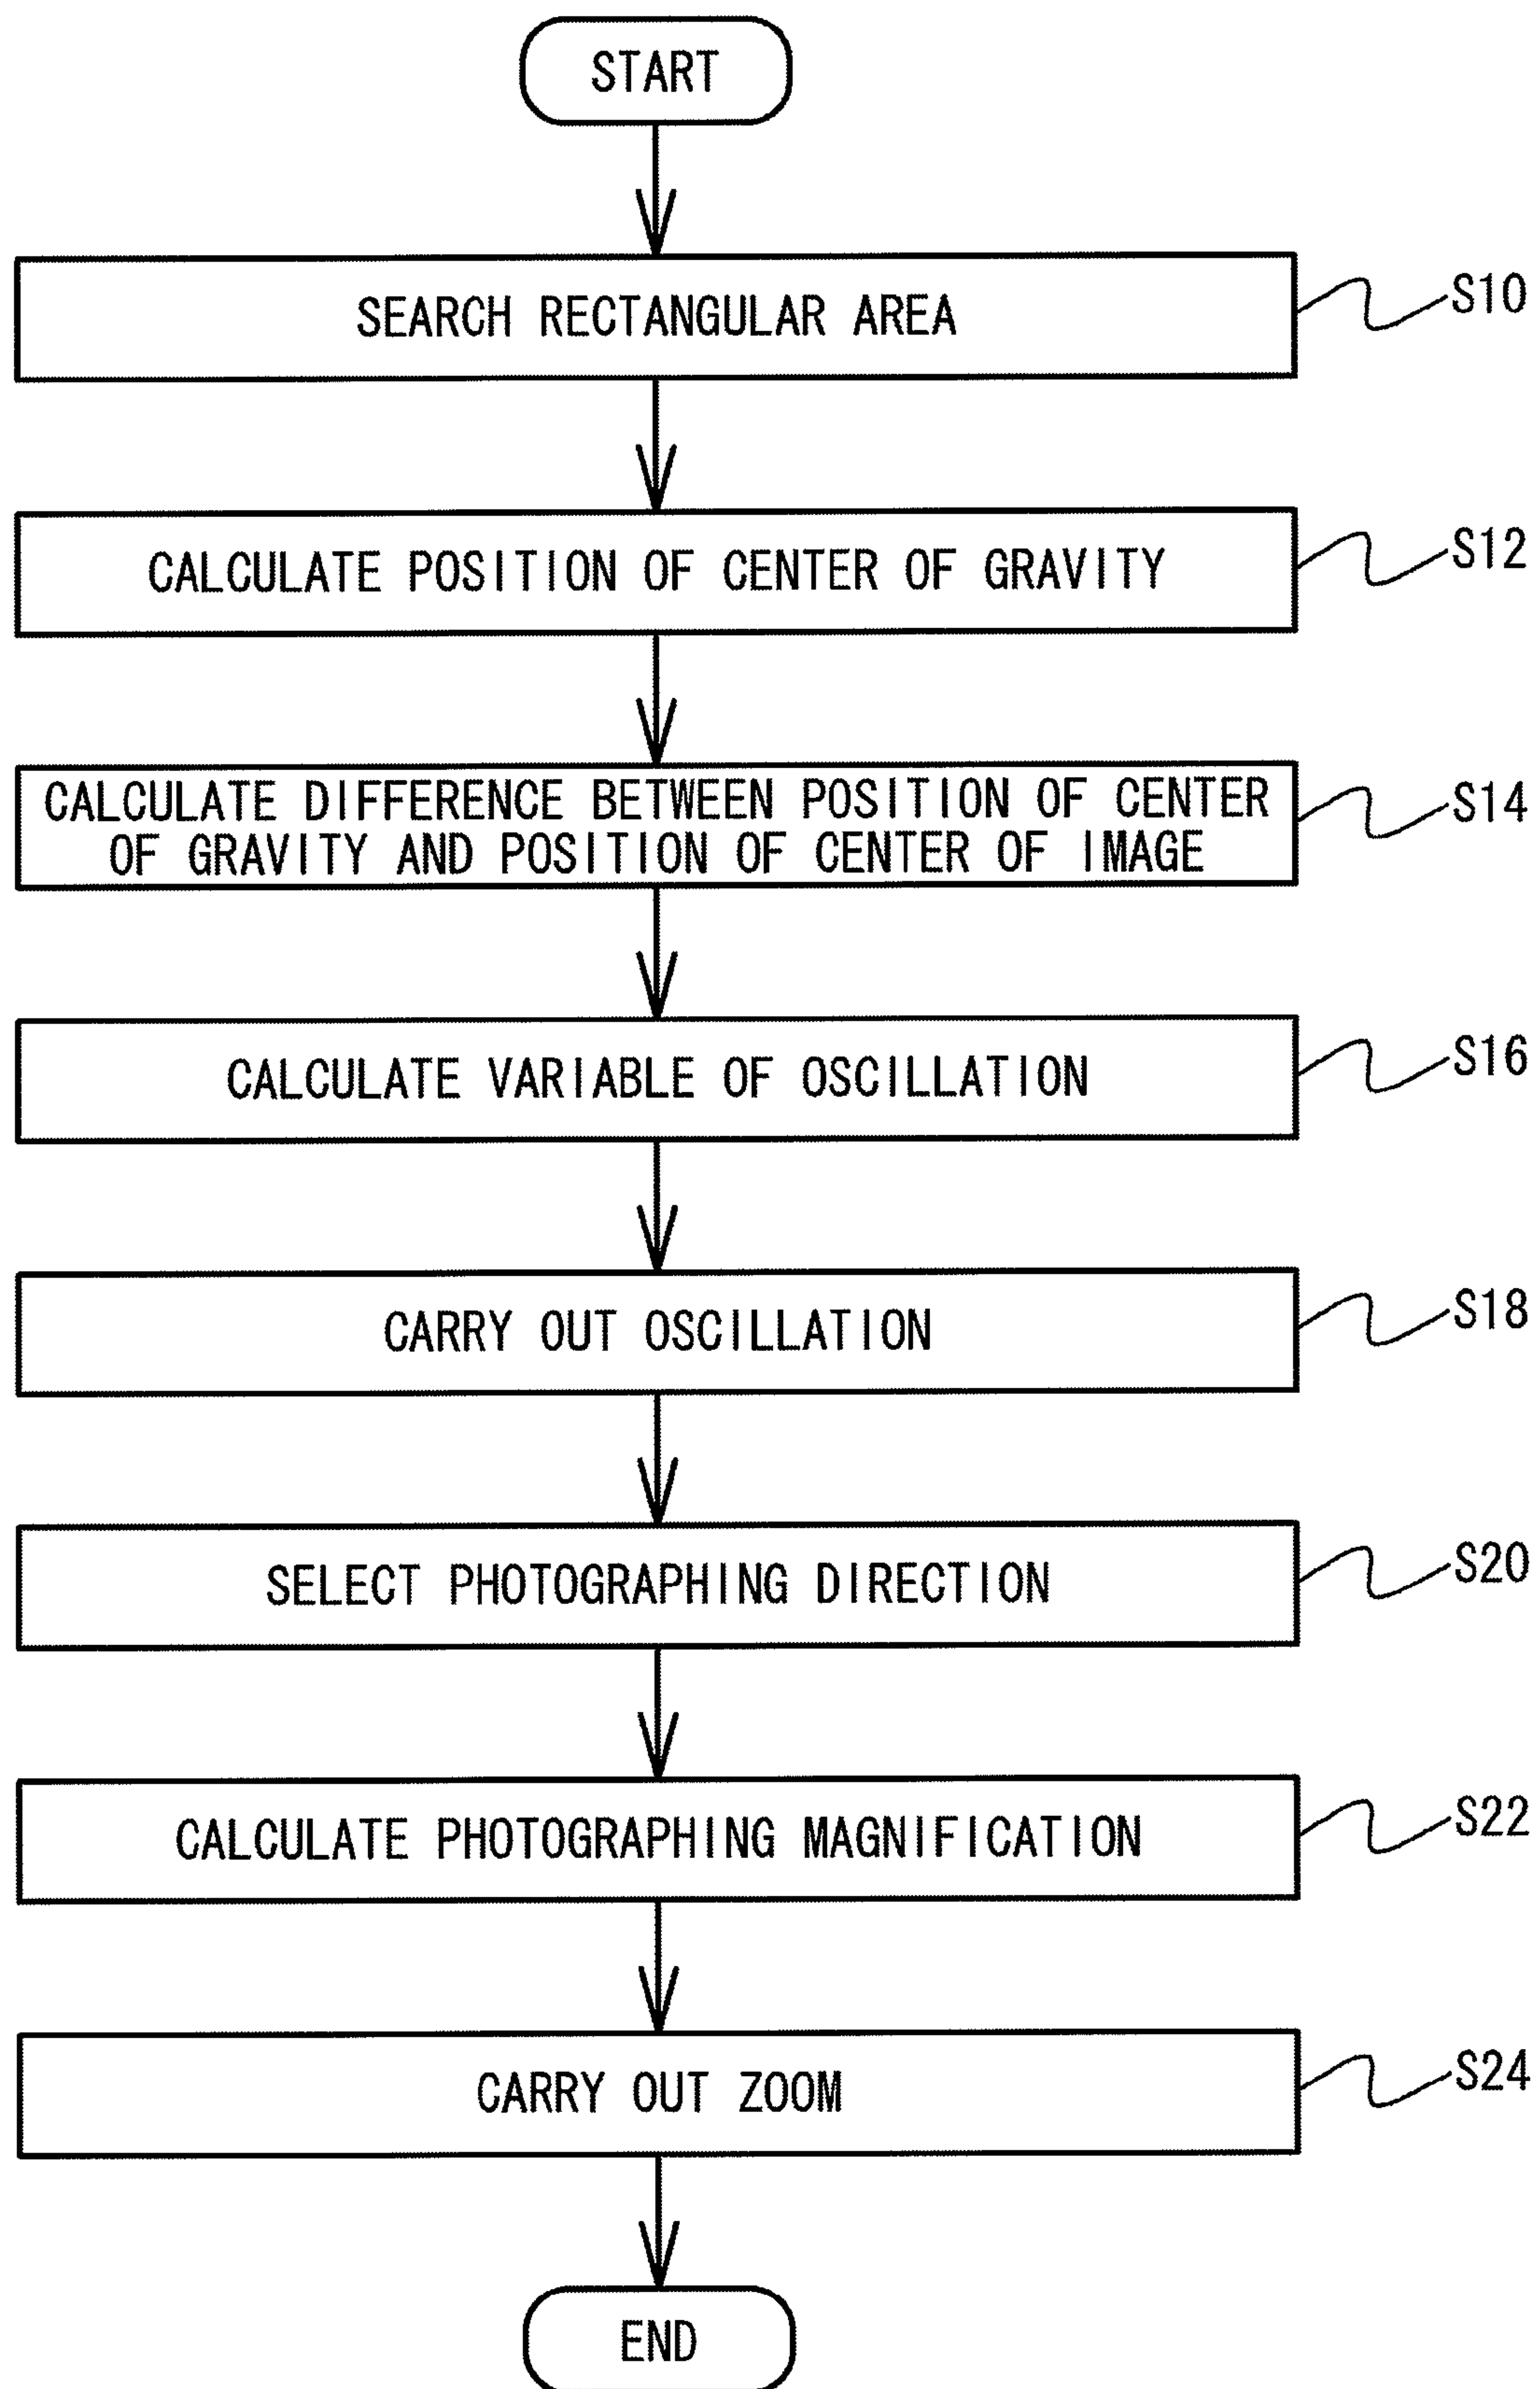 START
SEARCH RECTANGULAR AREA
S10
CALCULATE POSITION OF CENTER OF GRAVITY
S12
CALCULATE DIFFERENCE BETWEEN POSITION OF CENTER
OF GRAVITY AND POSITION OF CENTER OF IMAGE
S14
CALCULATE VARIABLE OF OSCILLATION
S16
CARRY OUT OSCILLATION
S18
SELECT PHOTOGRAPHING DIRECTION
S20
CALCULATE PHOTOGRAPHING MAGNIFICATION
S22
CARRY OUT ZOOM
S24
END